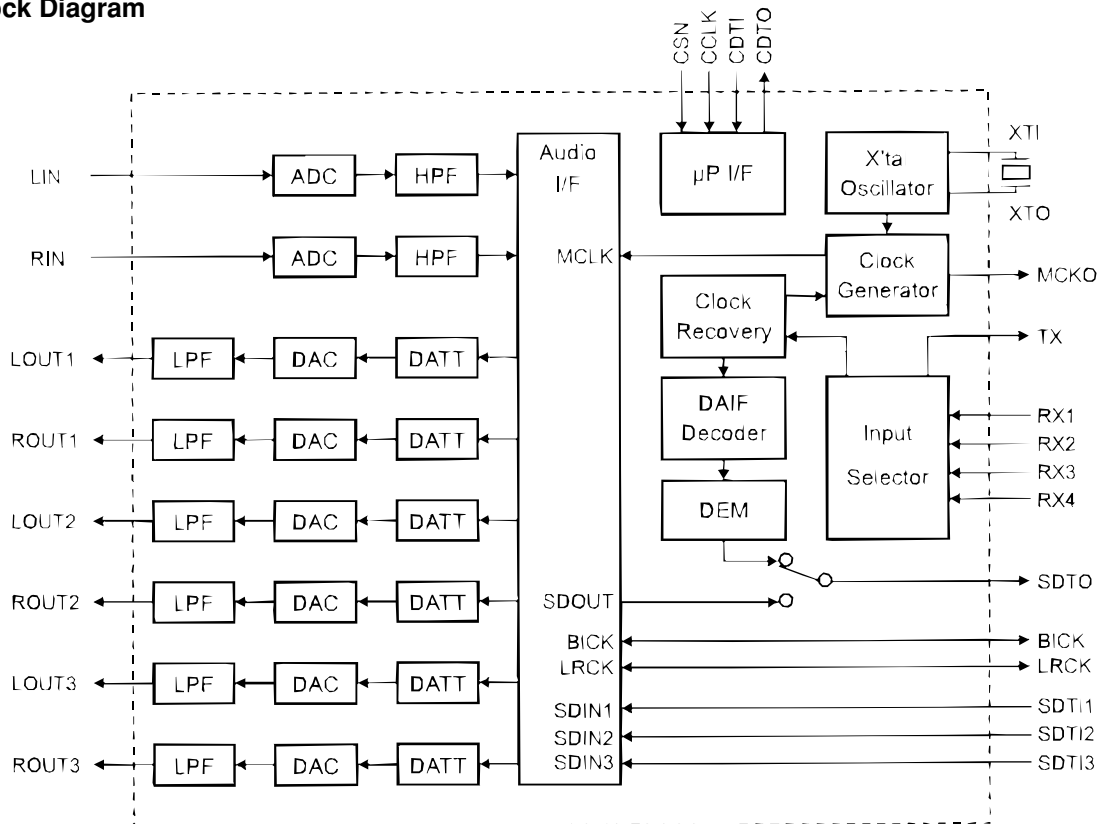 ock Diagram
CSN
CCLK
CDTI
CDTO
XTI
XTO
LIN
ADC
HPF
Audio
I/F
µP I/F
X'ta
Oscillator
RIN
ADC
HPF
MCLK
Clock
Generator
MCKO
Clock
Recovery
TX
LOUT1
LPF
DAC
DATT
DAIF
Decoder
Input
Selector
RX1
RX2
RX3
RX4
ROUT1
LPF
DAC
DATT
DEM
LOUT2
LPF
DAC
DATT
SDTO
ROUT2
LPF
DAC
DATT
SDOUT
BICK
BICK
LRCK
LRCK
LOUT3
LPF
DAC
DATT
SDIN1
SDTI1
SDIN2
SDTI2
SDIN3
SDTI3
ROUT3
LPF
DAC
DATT